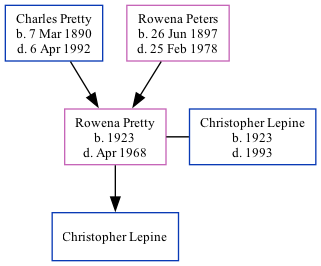 Charles Pretty
b. 7 Mar 1890
d. 6 Apr 1992
Rowena Peters
b. 26 Jun 1897
d. 25 Feb 1978
Rowena Pretty
b. 1923
d. Apr 1968
Christopher Lepine
b. 1923
d. 1993
Christopher Lepine